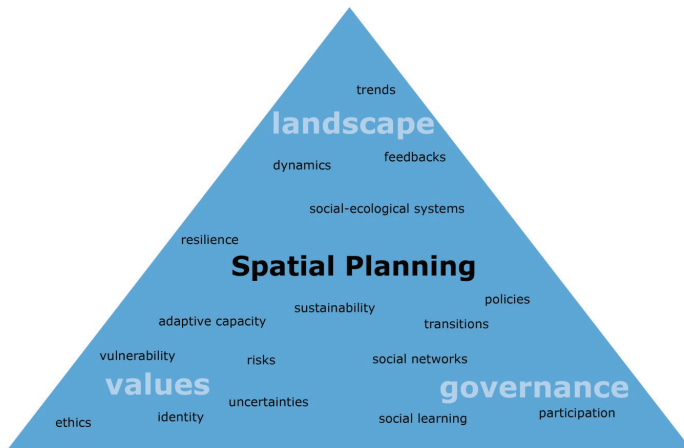 trends
landscape
feedbacks
dynamics
social-ecological systems
resilience
Spatial Planning
policies
sustainability
adaptive capacity
transitions
vulnerability
risks
social networks
values
governance
uncertainties
participation
identity
social learning
ethics